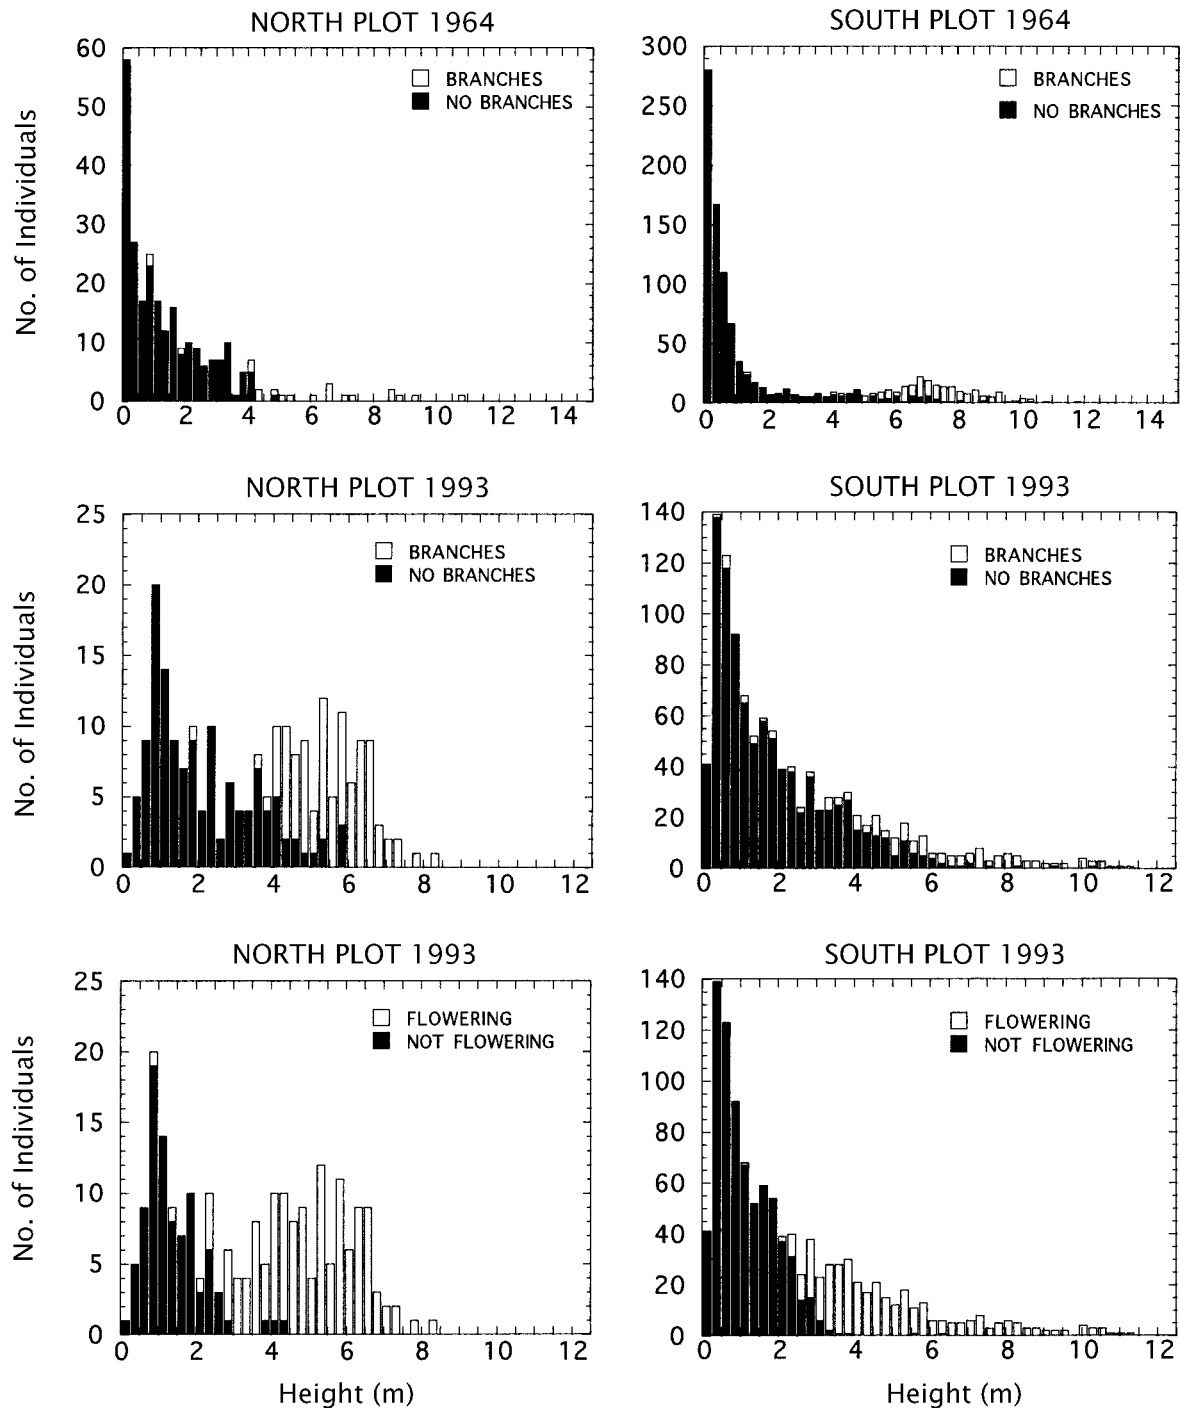 NORTH PLOT 1964
No. of Individuals
60
50
40
30
20
10
0
BRANCHES
NO BRANCHES
0 2 4 6 8 10 12 14
SOUTH PLOT 1964
300
250
200
150
100
50
0
BRANCHES
NO BRANCHES
0 2 4 6 8 10 12 14
NORTH PLOT 1993
No. of Individuals
25
20
15
10
5
0
BRANCHES
NO BRANCHES
0 2 4 6 8 10 12
SOUTH PLOT 1993
140
120
100
80
60
40
20
0
BRANCHES
NO BRANCHES
0 2 4 6 8 10 12
NORTH PLOT 1993
No. of Individuals
25
20
15
10
5
0
FLOWERING
NOT FLOWERING
0 2 4 6 8 10 12
Height (m)
SOUTH PLOT 1993
140
120
100
80
60
40
20
0
FLOWERING
NOT FLOWERING
0 2 4 6 8 10 12
Height (m)